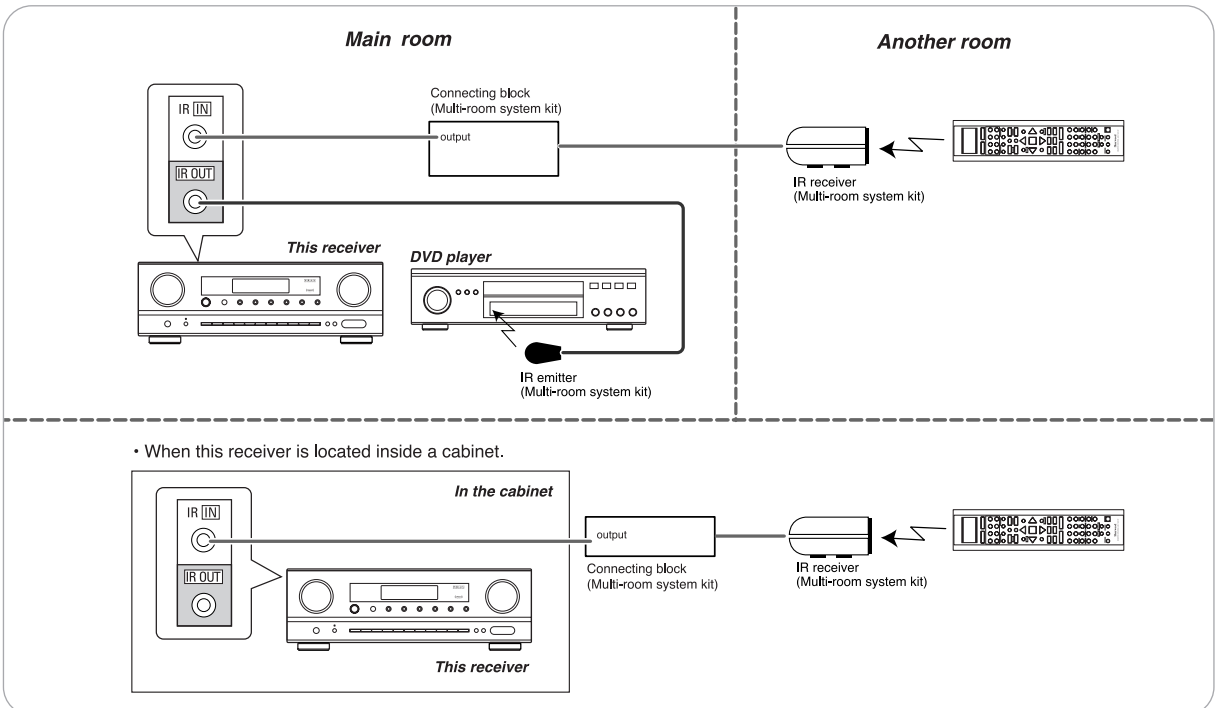 Main room
Another room
Connecting block
(Multi-room system kit)
IR IN
output
IR OUT
IR receiver
(Multi-room system kit)
This receiver
DVD player
IR emitter
(Multi-room system kit)
• When this receiver is located inside a cabinet.
In the cabinet
IR IN
output
IR OUT
Connecting block
(Multi-room system kit)
IR receiver
(Multi-room system kit)
This receiver